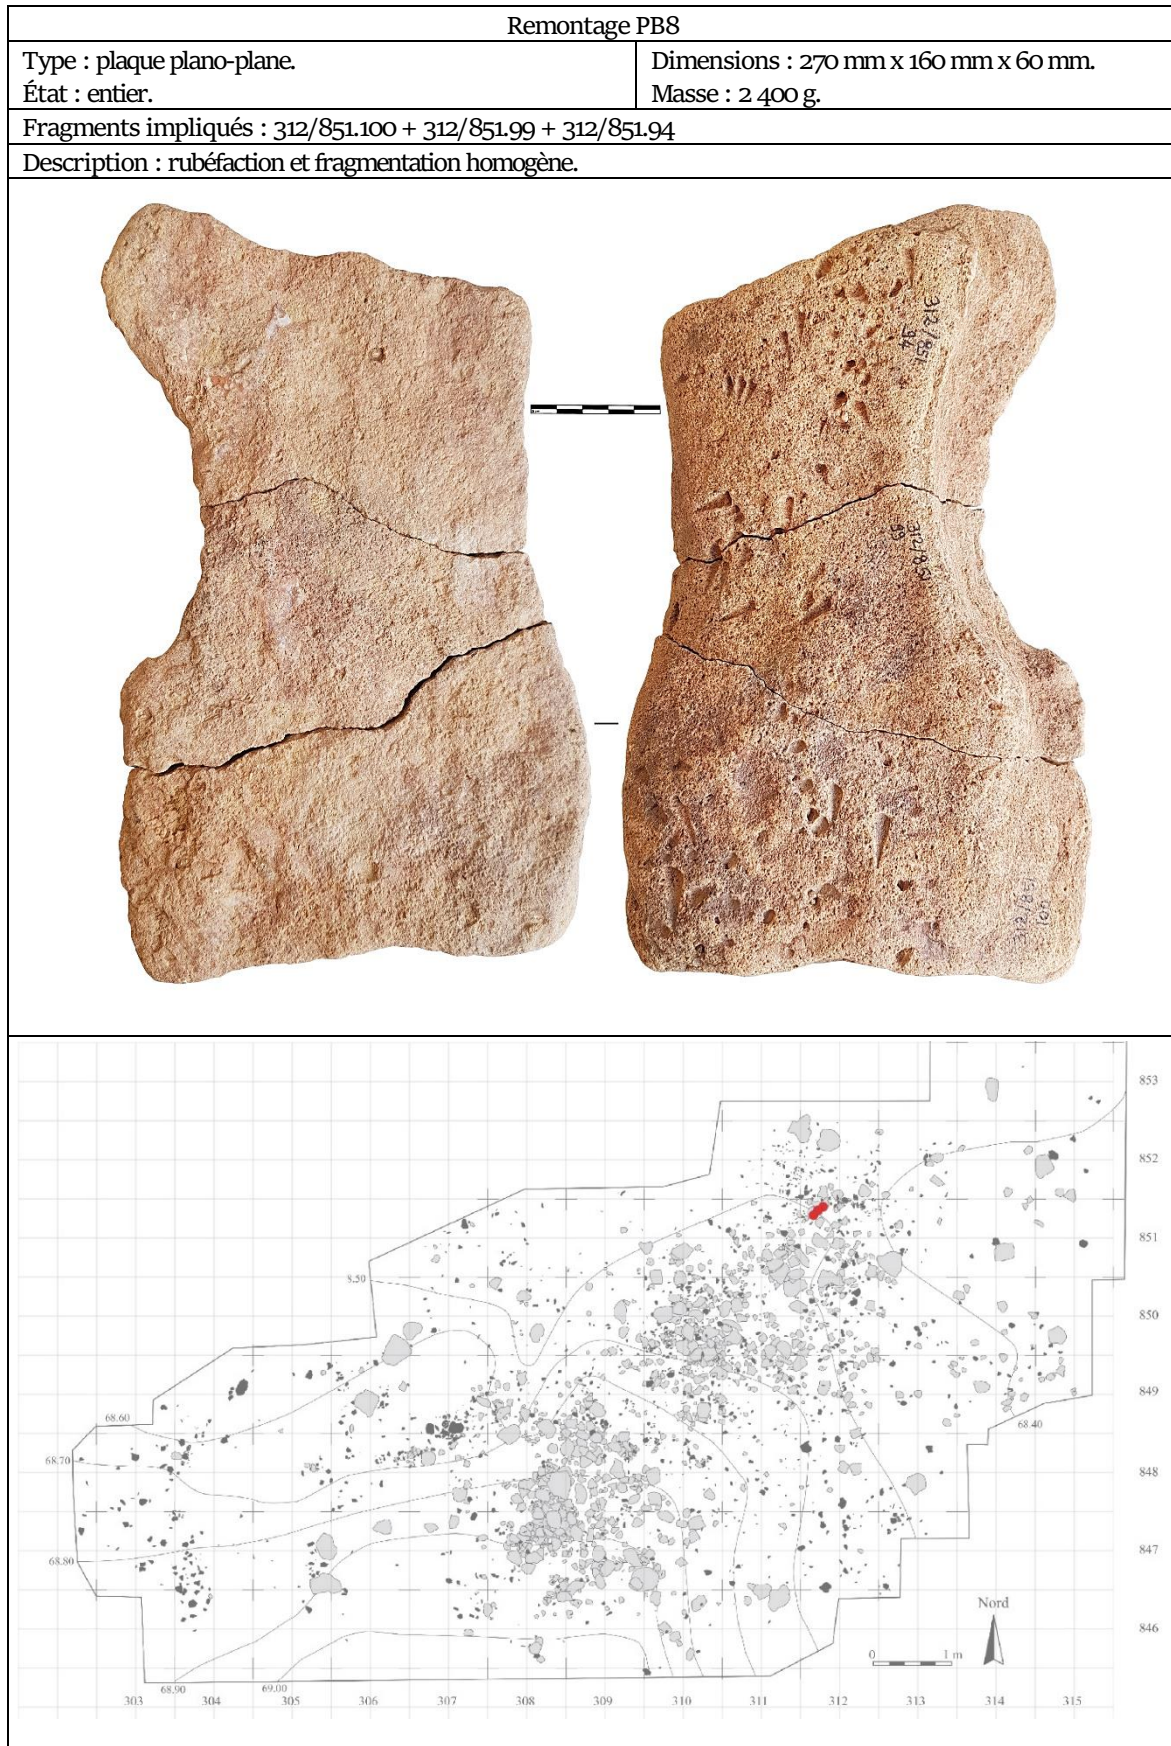 Remontage PB8
Type : plaque plano-plane.
État : entier.
Dimensions : 270 mm x 160 mm x 60 mm.
Masse : 2 400 g.
Fragments impliqués : 312/851.100 + 312/851.99 + 312/851.94
Description : rubéfaction et fragmentation homogène.
312/851
94
312/851
99
312/851
100
853
852
851
850
849
848
847
846
8.50
68.60
68.70
68.80
68.90
69.00
68.40
Nord
0 1 m
303 304 305 306 307 308 309 310 311 312 313 314 315